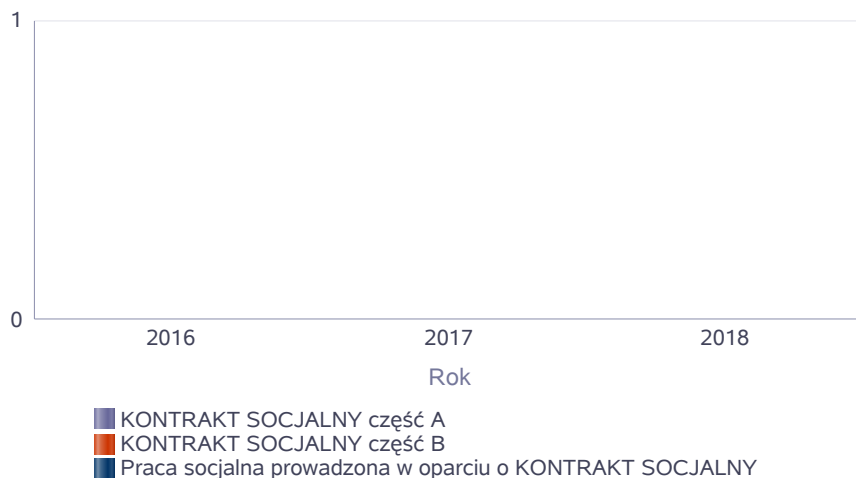 1
0
2016 2017 2018
Rok
KONTRAKT SOCJALNY część A
KONTRAKT SOCJALNY część B
Praca socjalna prowadzona w oparciu o KONTRAKT SOCJALNY